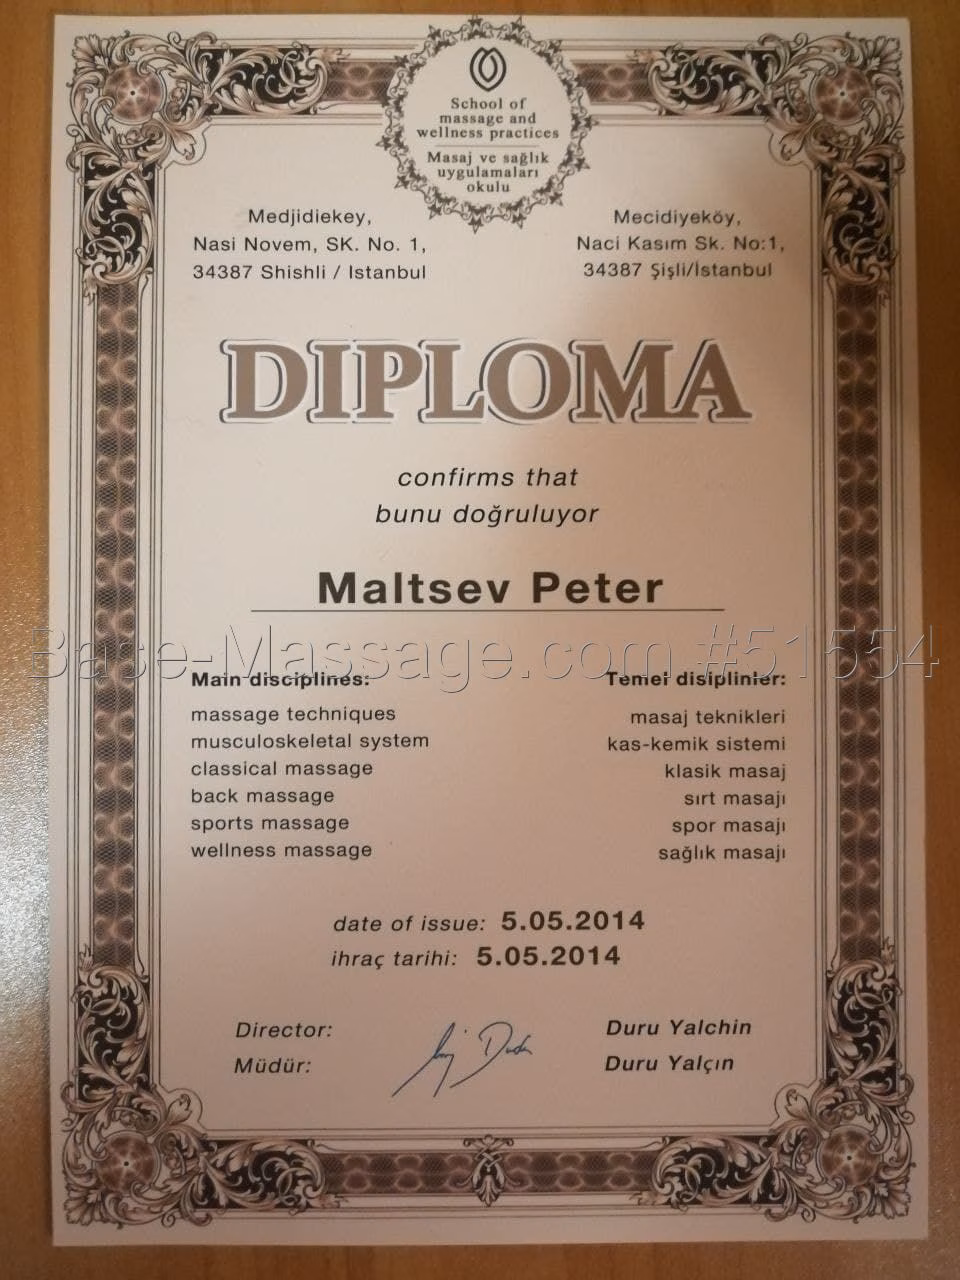 School of
massage and
wellness practices
Masaj ve sağlık
uygulamaları
okulu
Medjidiekey,
Nasi Novem, SK. No. 1,
34387 Shishli / Istanbul
Mecidiyeköy,
Naci Kasım Sk. No:1,
34387 Şişli/İstanbul
DIPLOMA
confirms that
bunu doğruluyor
Maltsev Peter
Base-Massage.com #51554
Main disciplines:
massage techniques
musculoskeletal system
classical massage
back massage
sports massage
wellness massage
Temel disiplinler:
masaj teknikleri
kas-kemik sistemi
klasik masaj
sırt masajı
spor masajı
sağlık masajı
date of issue: 5.05.2014
ihraç tarihi: 5.05.2014
Director: Duru Yalchin
Müdür: Duru Yalçın